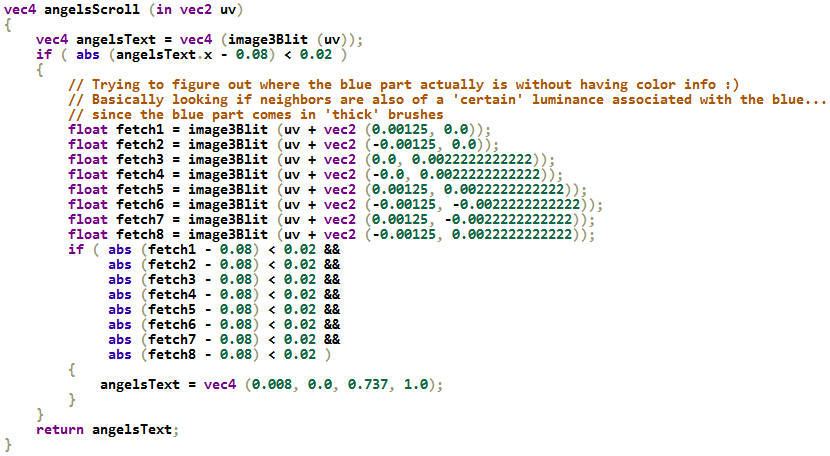 vec4 angelsScroll (in vec2 uv)
{
    vec4 angelsText = vec4 (image3Blit (uv));
    if ( abs (angelsText.x - 0.08) < 0.02 )
    {
        // Trying to figure out where the blue part actually is without having color info :)
        // Basically looking if neighbors are also of a 'certain' luminance associated with the blue...
        // since the blue part comes in 'thick' brushes
        float fetch1 = image3Blit (uv + vec2 (0.00125, 0.0));
        float fetch2 = image3Blit (uv + vec2 (-0.00125, 0.0));
        float fetch3 = image3Blit (uv + vec2 (0.0, 0.0022222222222));
        float fetch4 = image3Blit (uv + vec2 (-0.0, 0.0022222222222));
        float fetch5 = image3Blit (uv + vec2 (0.00125, 0.0022222222222));
        float fetch6 = image3Blit (uv + vec2 (-0.00125, -0.0022222222222));
        float fetch7 = image3Blit (uv + vec2 (0.00125, -0.0022222222222));
        float fetch8 = image3Blit (uv + vec2 (-0.00125, 0.0022222222222));
        if ( abs (fetch1 - 0.08) < 0.02 &&
             abs (fetch2 - 0.08) < 0.02 &&
             abs (fetch3 - 0.08) < 0.02 &&
             abs (fetch4 - 0.08) < 0.02 &&
             abs (fetch5 - 0.08) < 0.02 &&
             abs (fetch6 - 0.08) < 0.02 &&
             abs (fetch7 - 0.08) < 0.02 &&
             abs (fetch8 - 0.08) < 0.02 )
        {
            angelsText = vec4 (0.008, 0.0, 0.737, 1.0);
        }
    }
    return angelsText;
}